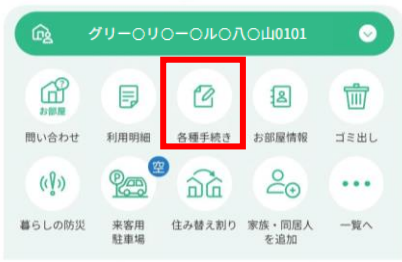 グリー○リ○ー○ル○八○山0101
お部屋
問い合わせ
利用明細
各種手続き
お部屋情報
ゴミ出し
空
暮らしの防災
来客用
駐車場
住み替え割り
家族・同居人
を追加
一覧へ